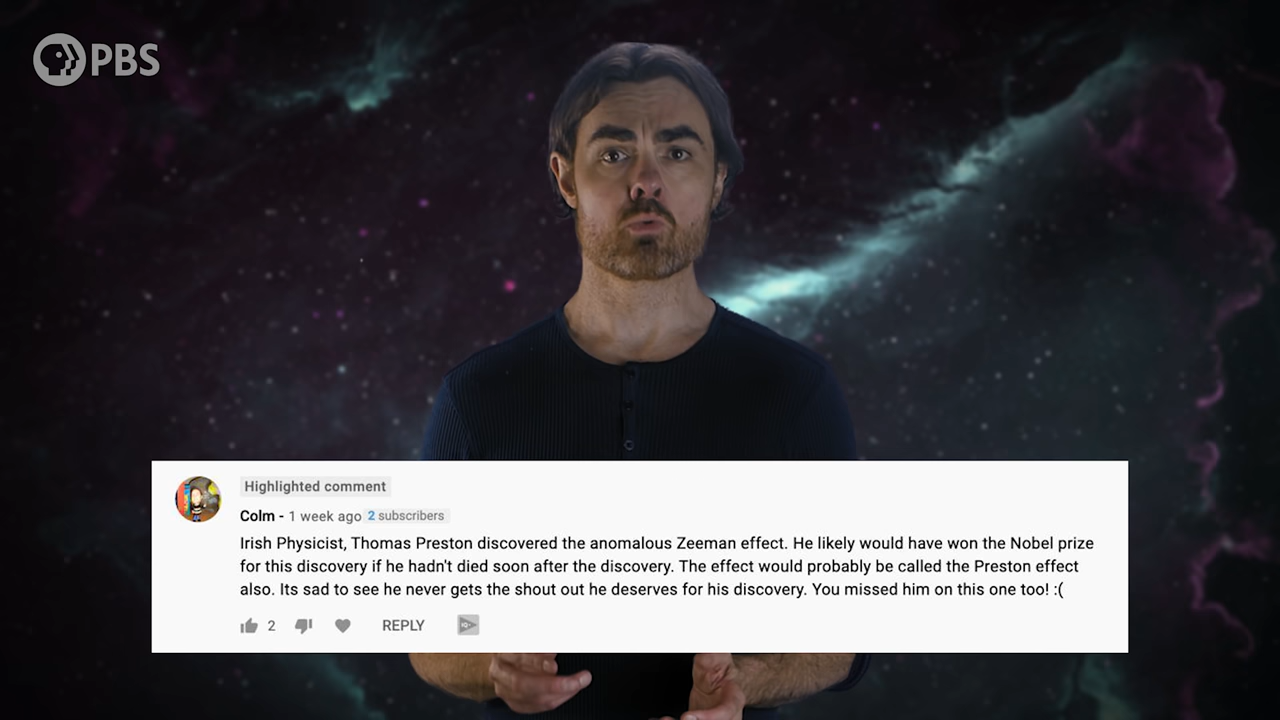 PBS
Highlighted comment
Colm - 1 week ago 2 subscribers
Irish Physicist, Thomas Preston discovered the anomalous Zeeman effect. He likely would have won the Nobel prize
for this discovery if he hadn't died soon after the discovery. The effect would probably be called the Preston effect
also. Its sad to see he never gets the shout out he deserves for his discovery. You missed him on this one too! :(
2 REPLY